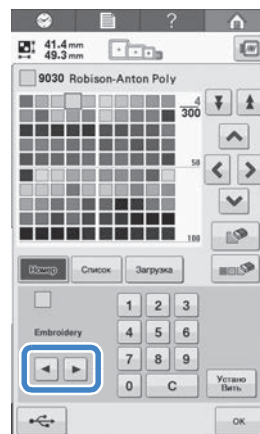 ?
41.4 mm
49.3 mm
9030 Robison-Anton Poly
4
300
50
100
Номер Список Загрузка
1 2 3
Embroidery 4 5 6
7 8 9
0 C
Устано
Вить
OK